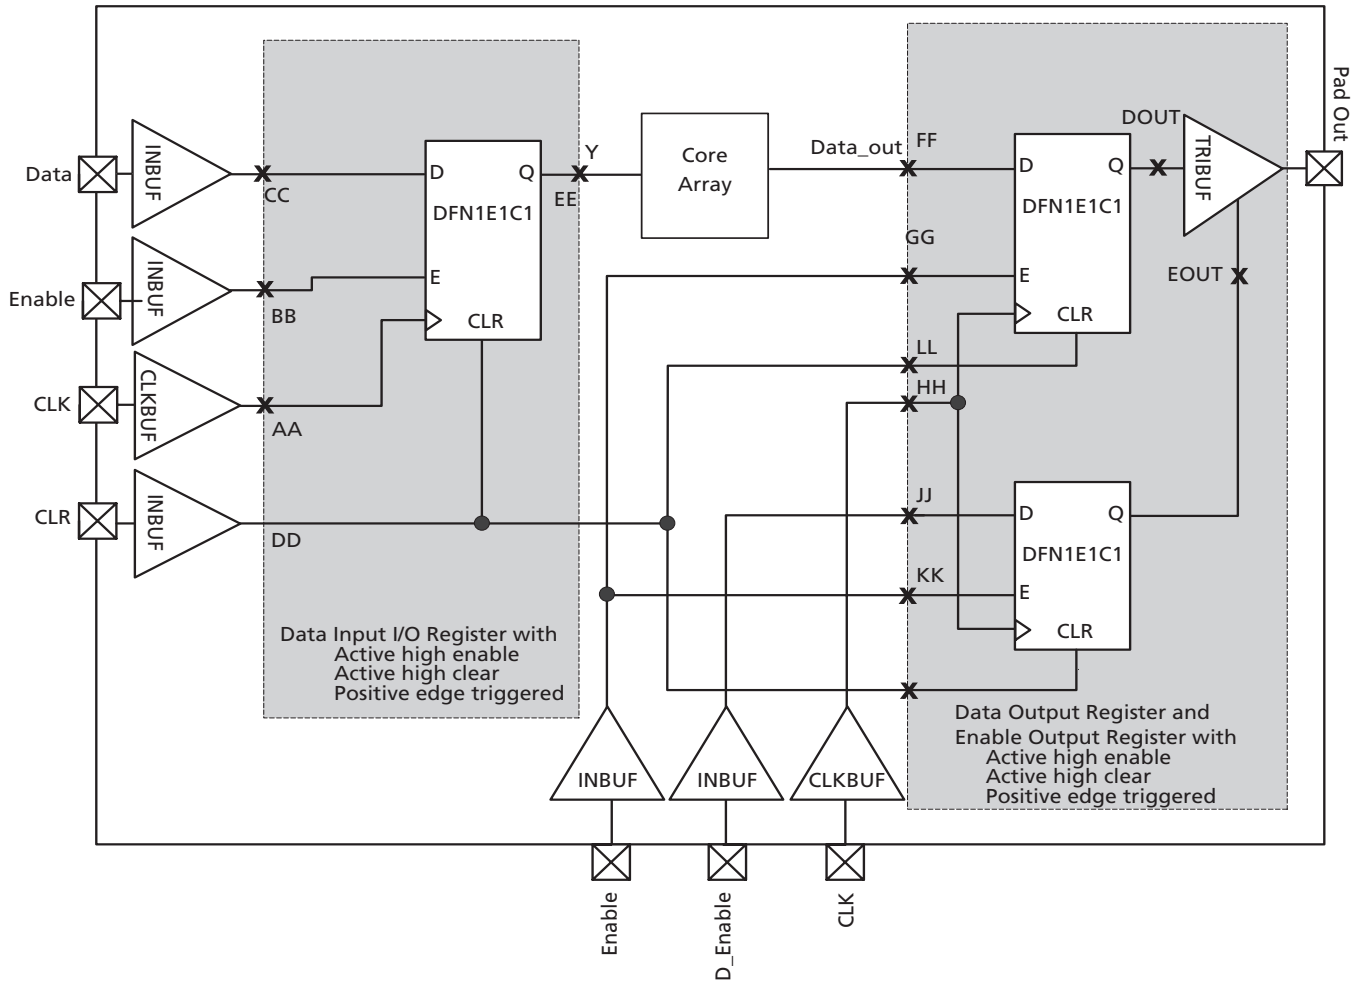 Data
INBUF
CC
Enable
INBUF
BB
CLK
CLKBUF
AA
CLR
INBUF
DD
D
Q
DFN1E1C1
E
CLR
Y
EE
Data Input I/O Register with
Active high enable
Active high clear
Positive edge triggered
Core
Array
Data_out
FF
GG
LL
HH
JJ
KK
D
Q
DFN1E1C1
E
CLR
DOUT
TRIBUF
EOUT
Pad Out
D
Q
DFN1E1C1
E
CLR
Data Output Register and
Enable Output Register with
Active high enable
Active high clear
Positive edge triggered
INBUF
INBUF
CLKBUF
Enable
D_Enable
CLK